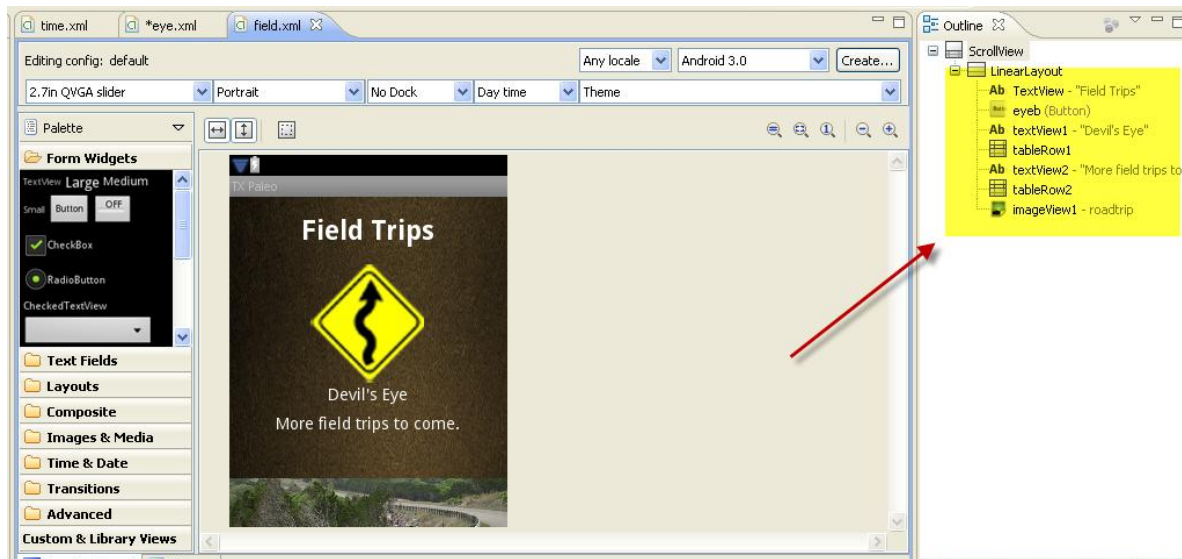 time.xml
*eye.xml
field.xml
Editing config: default
Any locale
Android 3.0
Create...
2.7in QVGA slider
Portrait
No Dock
Day time
Theme
Palette
Form Widgets
TextView Large Medium
Small Button OFF
CheckBox
RadioButton
CheckedTextView
Text Fields
Layouts
Composite
Images & Media
Time & Date
Transitions
Advanced
Custom & Library Views
TX Paleo
Field Trips
Devil's Eye
More field trips to come.
Outline
ScrollView
LinearLayout
Ab TextView - "Field Trips"
eyeb (Button)
Ab textView1 - "Devil's Eye"
tableRow1
Ab textView2 - "More field trips to
tableRow2
imageView1 - roadtrip